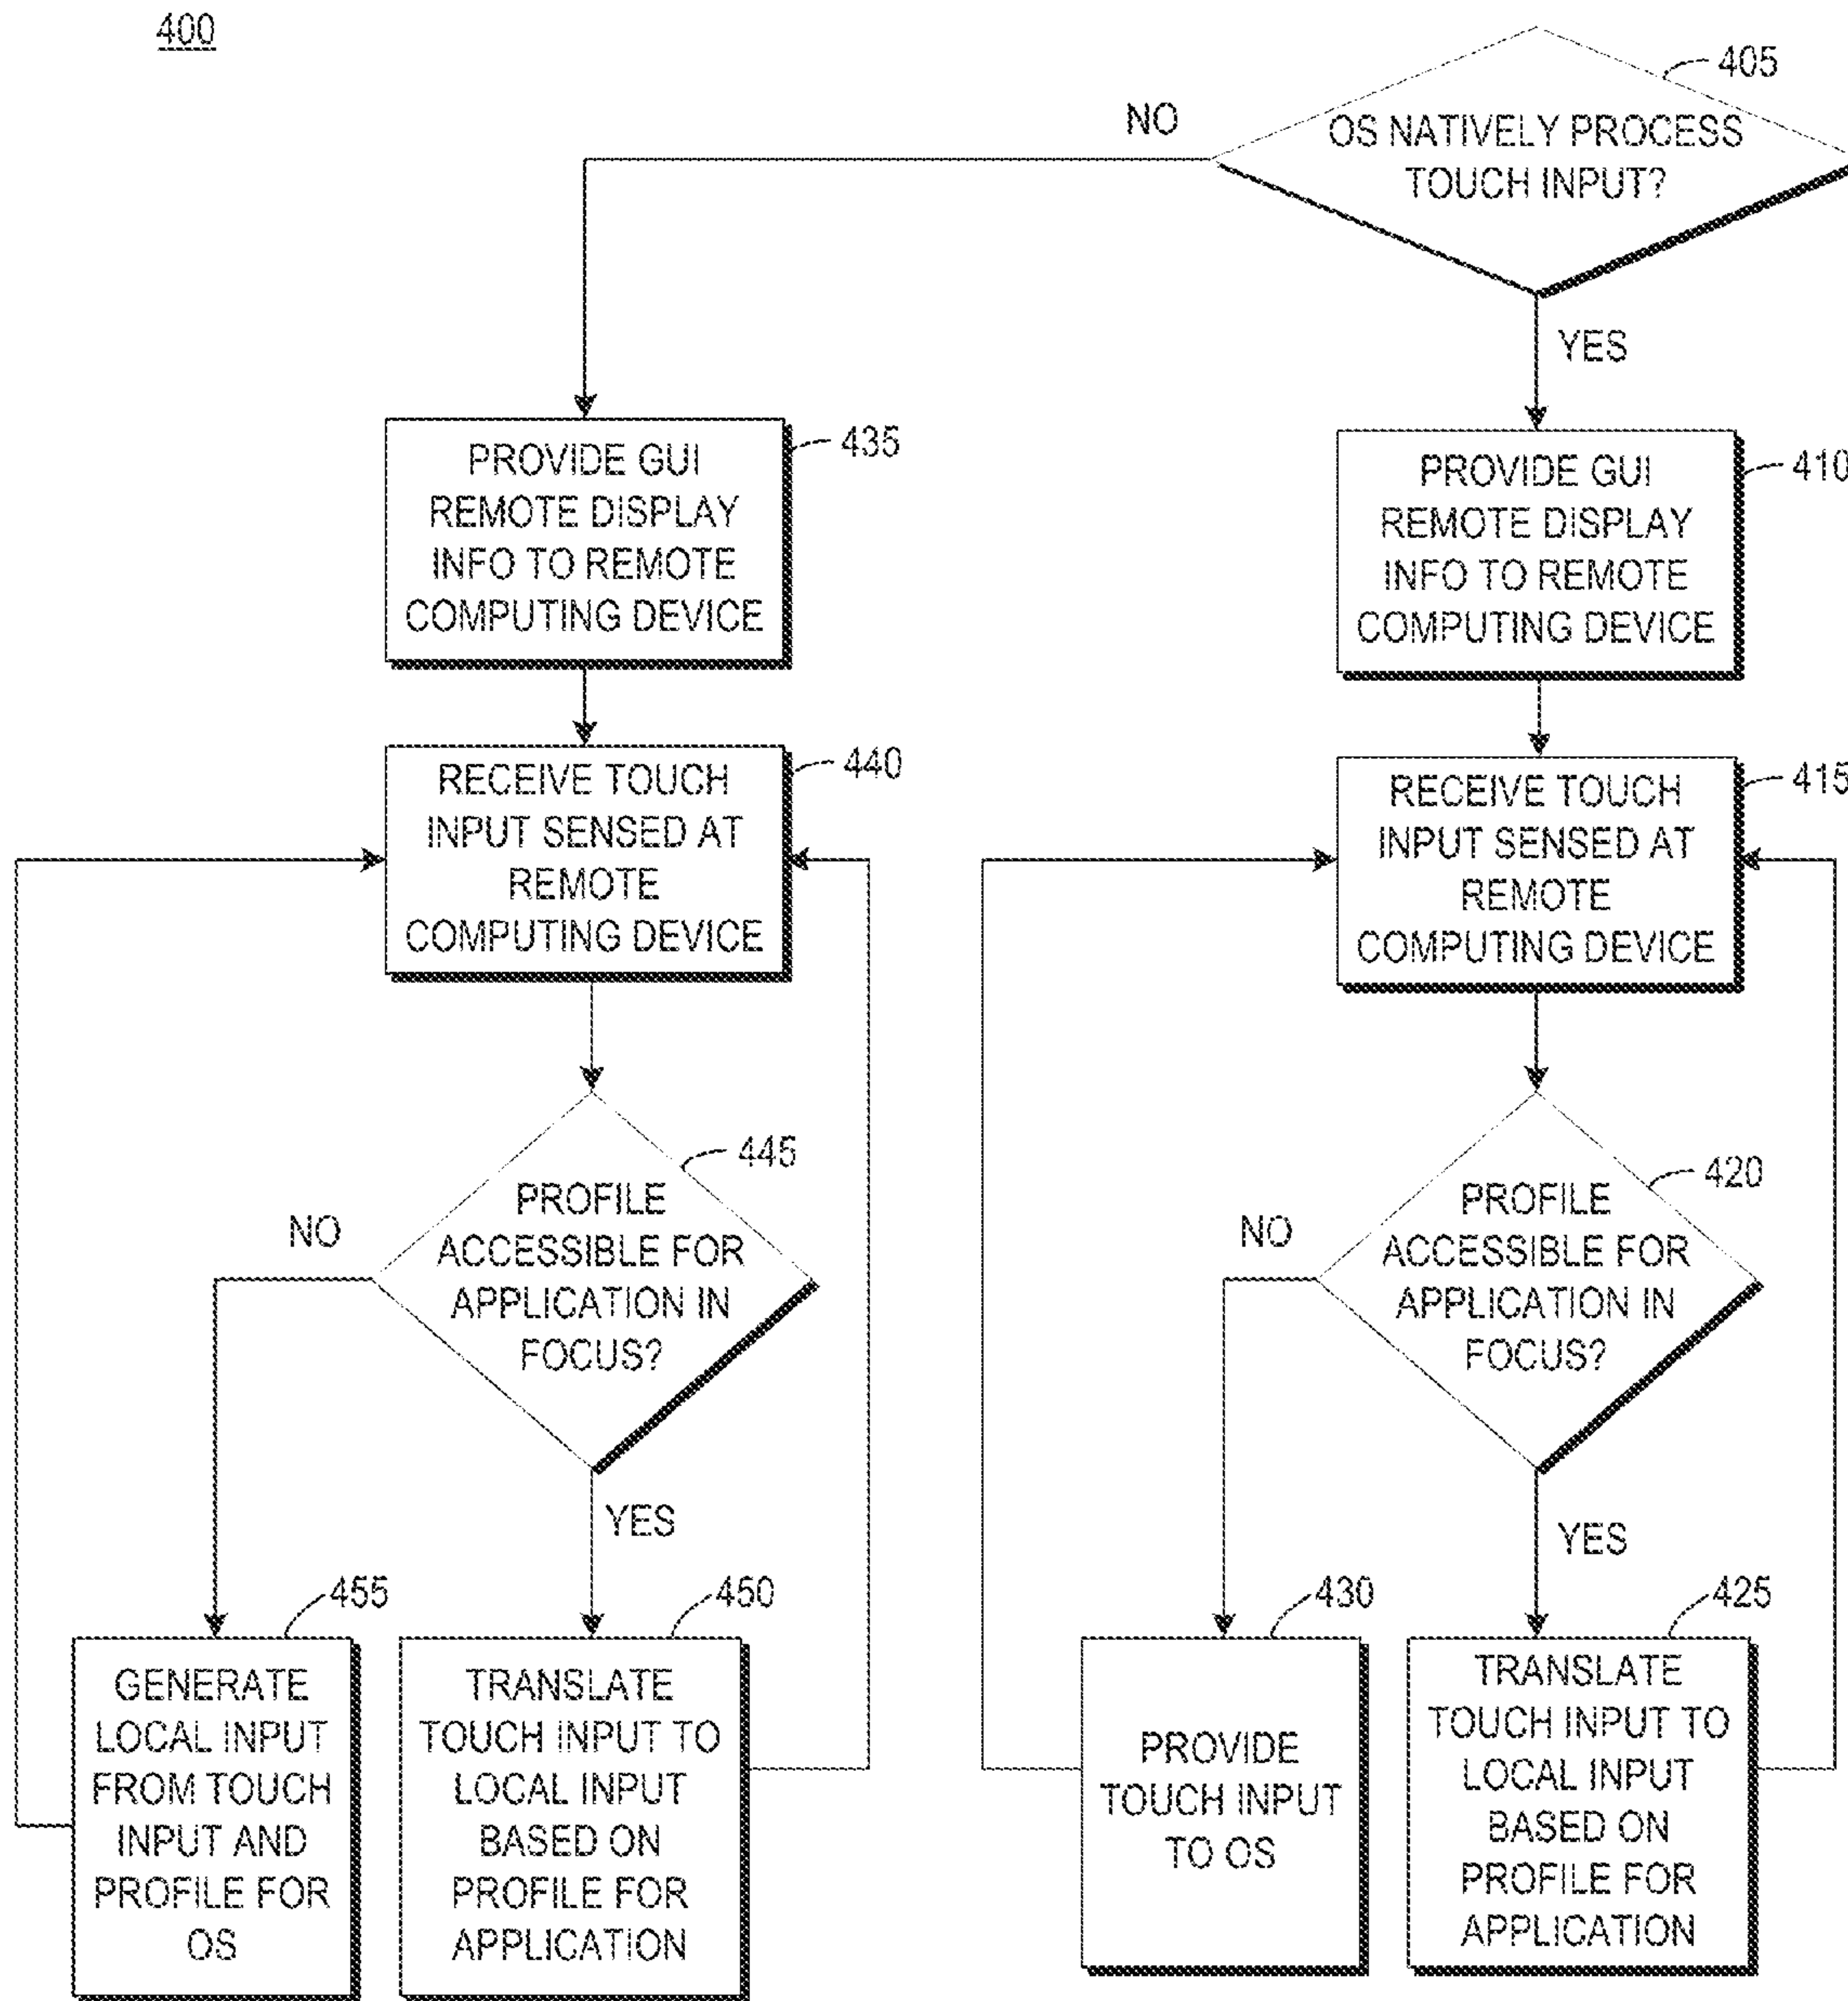 400
405
OS NATIVELY PROCESS
TOUCH INPUT?
NO
YES
435
PROVIDE GUI
REMOTE DISPLAY
INFO TO REMOTE
COMPUTING DEVICE
410
PROVIDE GUI
REMOTE DISPLAY
INFO TO REMOTE
COMPUTING DEVICE
440
RECEIVE TOUCH
INPUT SENSED AT
REMOTE
COMPUTING DEVICE
415
RECEIVE TOUCH
INPUT SENSED AT
REMOTE
COMPUTING DEVICE
445
PROFILE
ACCESSIBLE FOR
APPLICATION IN
FOCUS?
NO
YES
420
PROFILE
ACCESSIBLE FOR
APPLICATION IN
FOCUS?
NO
YES
455
GENERATE
LOCAL INPUT
FROM TOUCH
INPUT AND
PROFILE FOR
OS
450
TRANSLATE
TOUCH INPUT TO
LOCAL INPUT
BASED ON
PROFILE FOR
APPLICATION
430
PROVIDE
TOUCH INPUT
TO OS
425
TRANSLATE
TOUCH INPUT TO
LOCAL INPUT
BASED ON
PROFILE FOR
APPLICATION